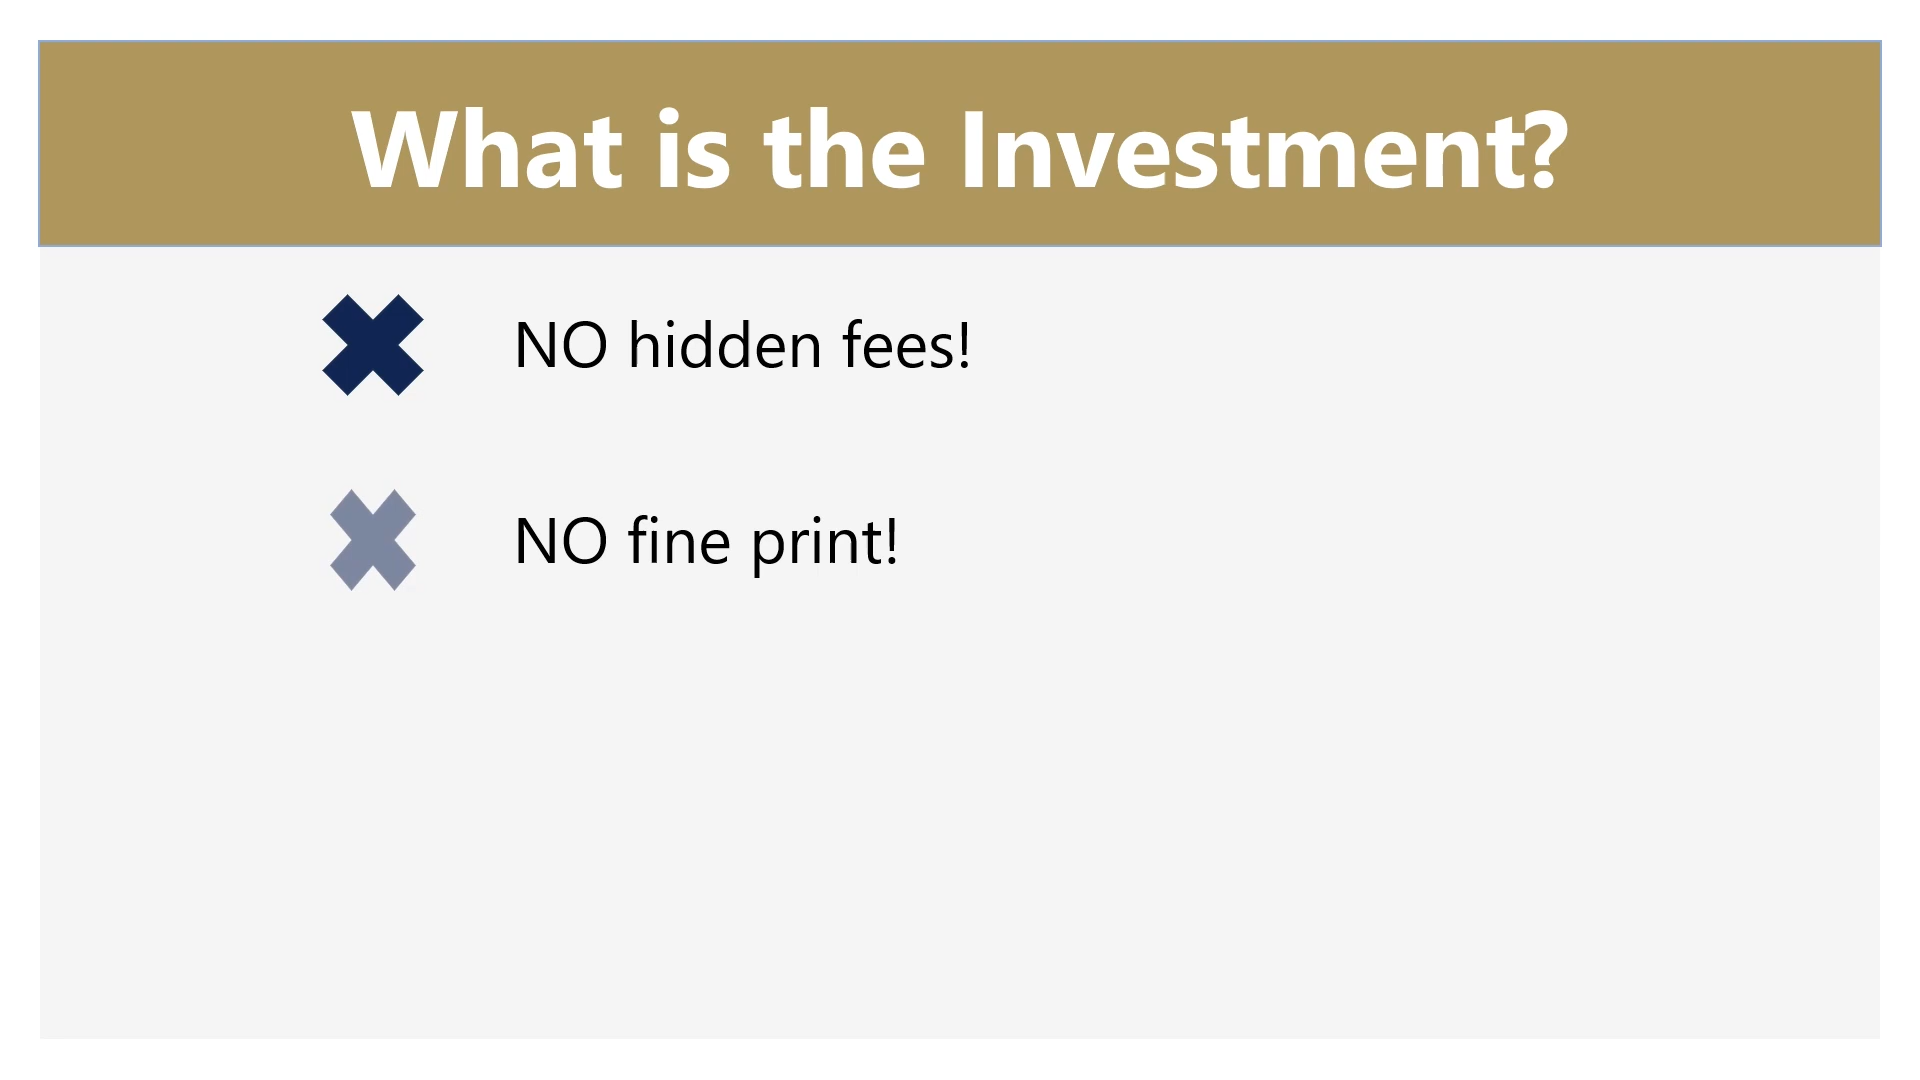 What is the Investment?
NO hidden fees!
NO fine print!